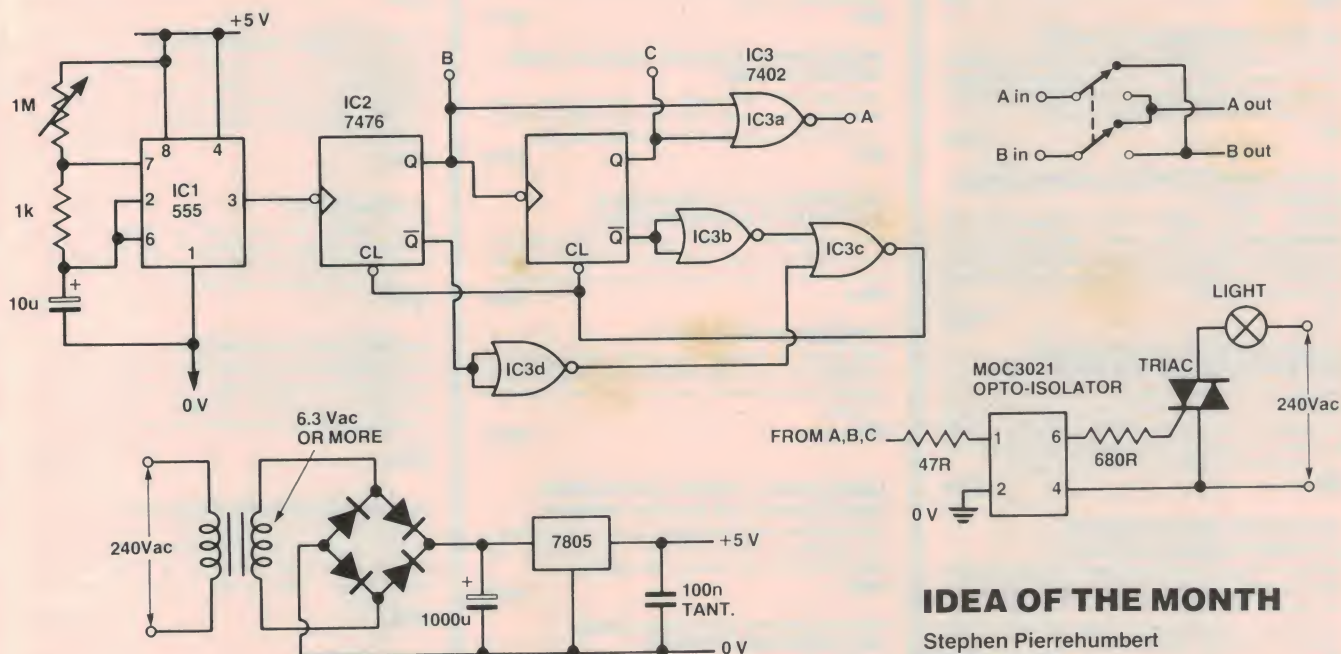 +5 V
1M
1k
10u
+
8
4
7
2
6
3
1
IC1
555
0 V
IC2
7476
Q
Q̅
CL
B
Q
Q̅
CL
C
IC3
7402
IC3a
A
IC3b
IC3c
IC3d
A in
B in
A out
B out
LIGHT
TRIAC
MOC3021
OPTO-ISOLATOR
240Vac
FROM A,B,C
47R
1
2
6
4
680R
0 V
6.3 Vac
OR MORE
240Vac
+
1000u
7805
100n
TANT.
+5 V
0 V
IDEA OF THE MONTH
Stephen Pierrehumbert